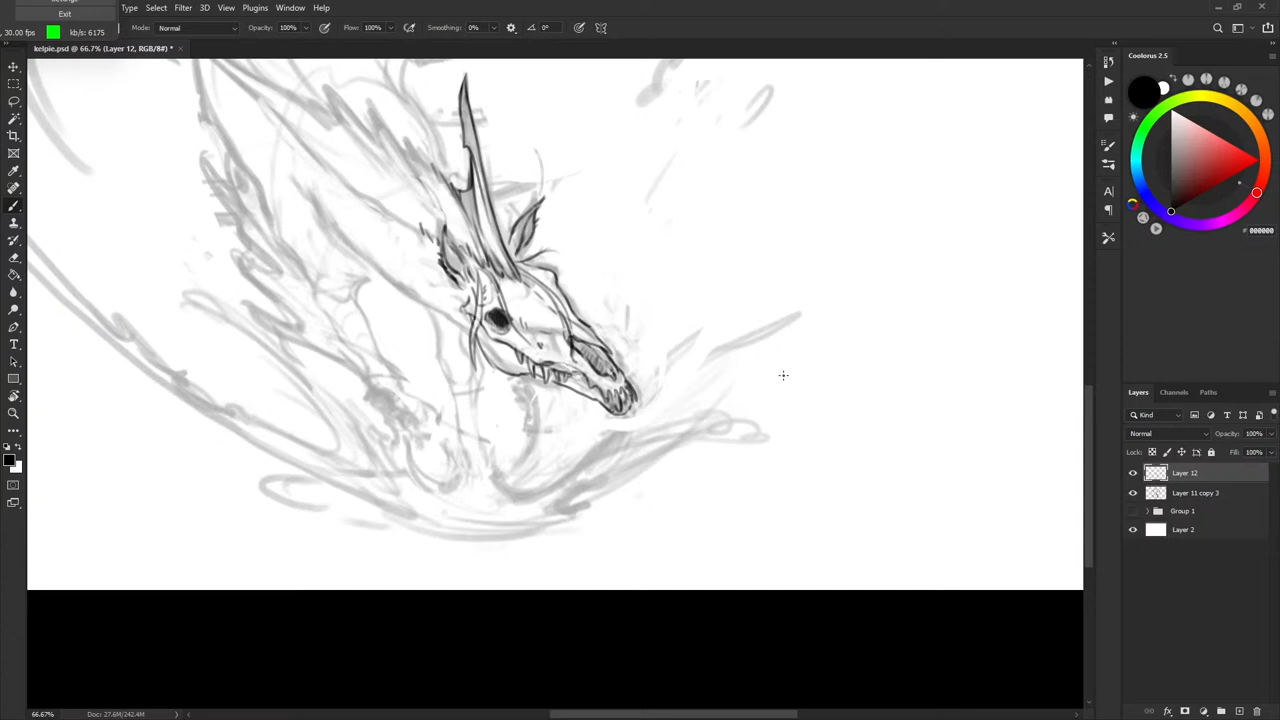 Exit
Type Select Filter 3D View Plugins Window Help
, 30.00 fps kb/s: 6175
Mode: Normal Opacity: 100% Flow: 100% Smoothing: 0% 0°
kelpie.psd @ 66.7% (Layer 12, RGB/8#) * ×
Coolorus 2.5
# 000000
Layers Channels Paths
Kind
Normal Opacity: 100%
Lock: Fill: 100%
Layer 12
Layer 11 copy 3
Group 1
Layer 2
66.67% Doc: 27.6M/242.4M